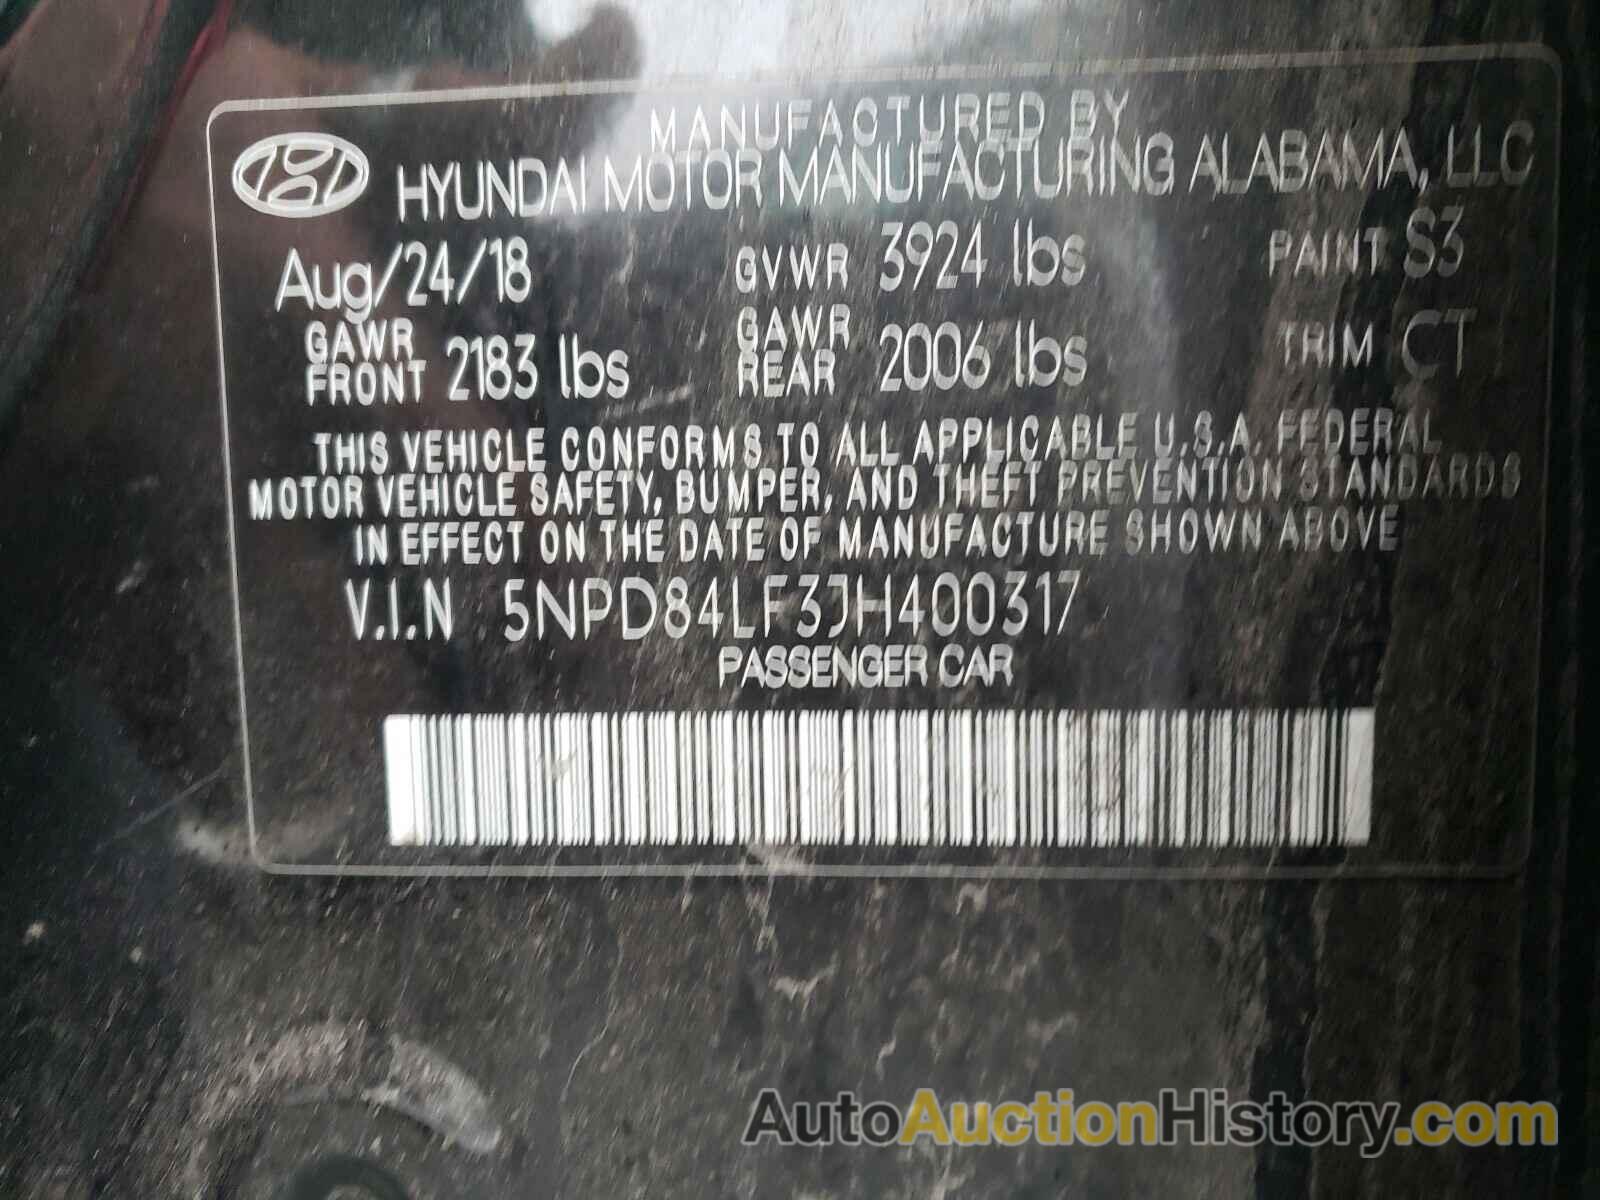 MANUFACTURED BY
HYUNDAI MOTOR MANUFACTURING ALABAMA, LLC
Aug/24/18 GVWR 3924 lbs PAINT S3
GAWR FRONT 2183 lbs GAWR REAR 2006 lbs TRIM CT
THIS VEHICLE CONFORMS TO ALL APPLICABLE U.S.A. FEDERAL
MOTOR VEHICLE SAFETY, BUMPER, AND THEFT PREVENTION STANDARDS
IN EFFECT ON THE DATE OF MANUFACTURE SHOWN ABOVE
V.I.N 5NPD84LF3JH400317
PASSENGER CAR
AutoAuctionHistory.com